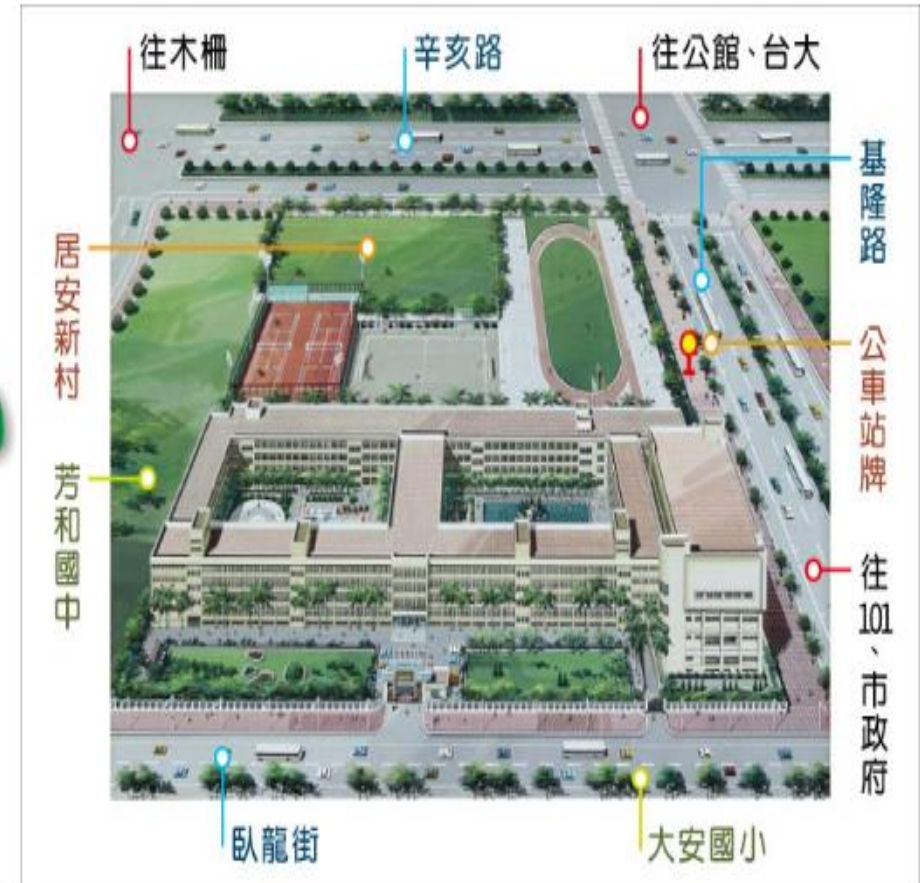 往木柵
辛亥路
往公館、台大
基隆路
居安新村
公車站牌
芳和國中
往101、市政府
臥龍街
大安國小